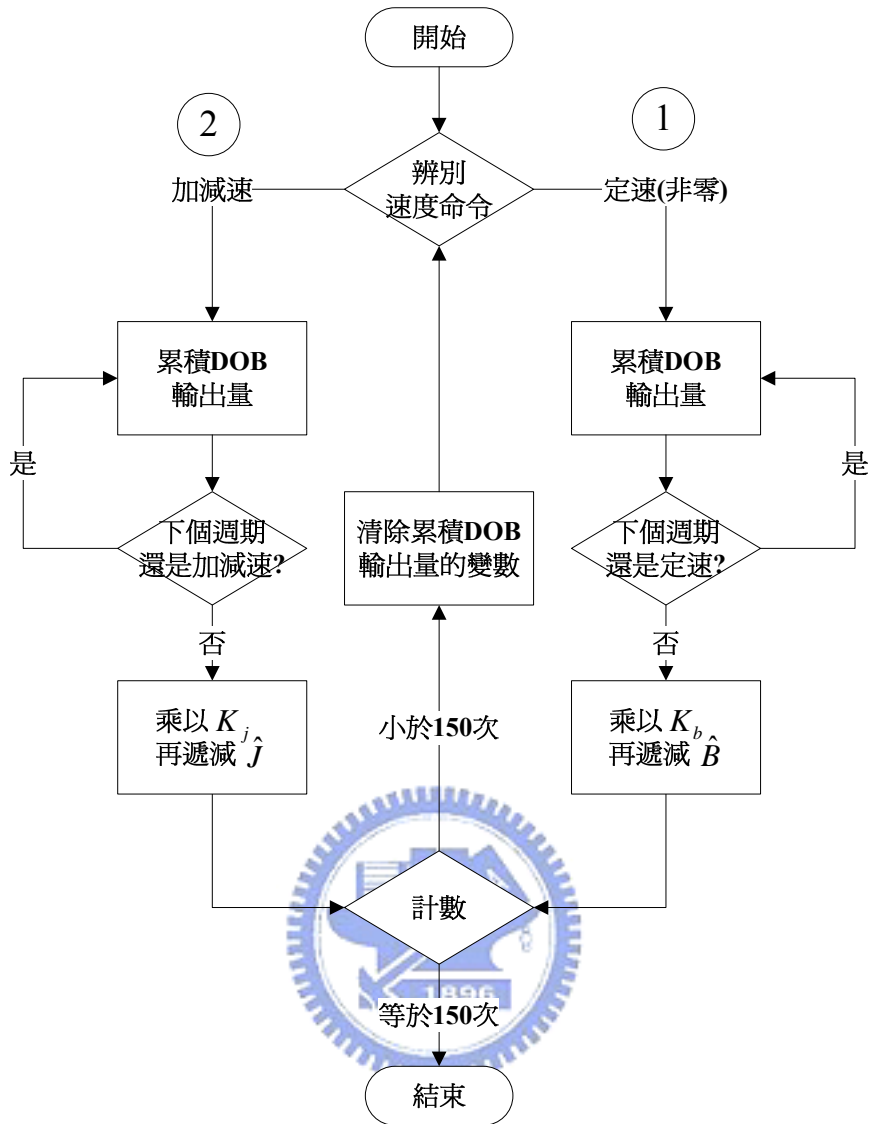 開始
2
1
辨別
速度命令
加減速
定速(非零)
累積DOB
輸出量
累積DOB
輸出量
是
是
下個週期
還是加減速?
清除累積DOB
輸出量的變數
下個週期
還是定速?
否
否
乘以 K_j
再遞減 Ĵ
小於150次
乘以 K_b
再遞減 B̂
計數
1896
等於150次
結束